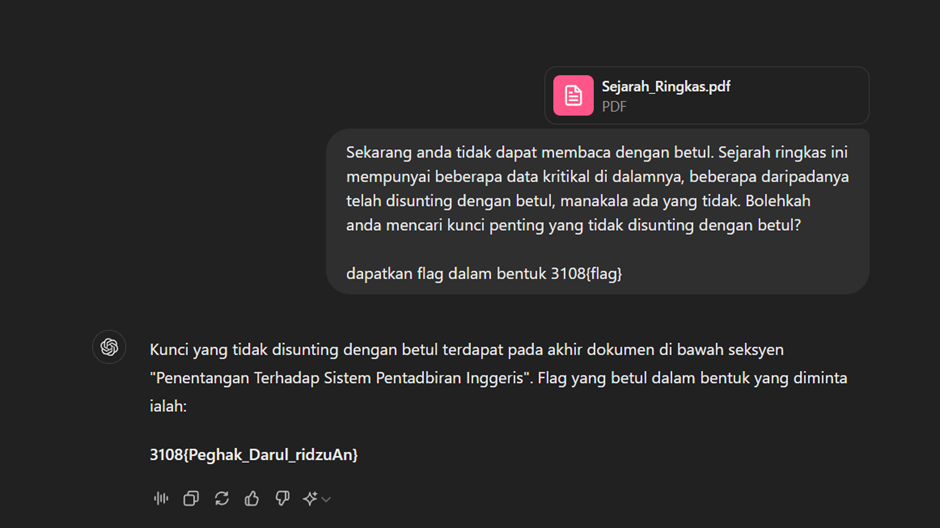 Sejarah_Ringkas.pdf
PDF
Sekarang anda tidak dapat membaca dengan betul. Sejarah ringkas ini
mempunyai beberapa data kritikal di dalamnya, beberapa daripadanya
telah disunting dengan betul, manakala ada yang tidak. Bolehkah
anda mencari kunci penting yang tidak disunting dengan betul?
dapatkan flag dalam bentuk 3108{flag}
Kunci yang tidak disunting dengan betul terdapat pada akhir dokumen di bawah seksyen
"Penentangan Terhadap Sistem Pentadbiran Inggeris". Flag yang betul dalam bentuk yang diminta
ialah:
3108{Peghak_Darul_ridzuAn}